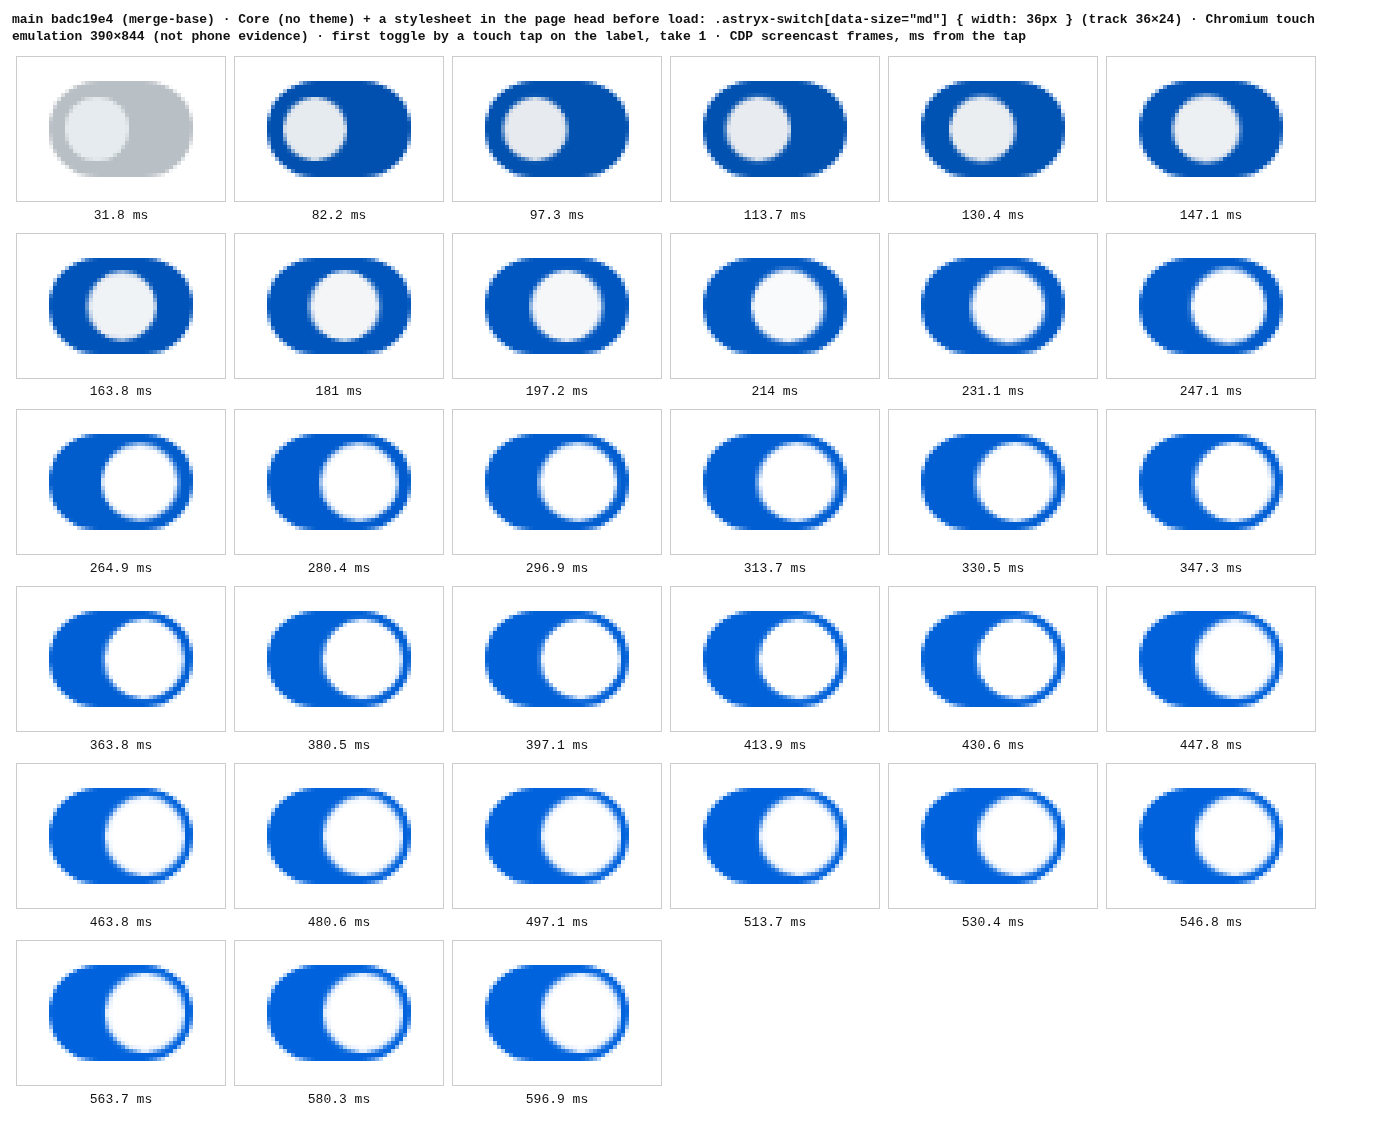 main badc19e4 (merge-base) · Core (no theme) + a stylesheet in the page head before load: .astryx-switch[data-size="md"] { width: 36px } (track 36×24) · Chromium touch
emulation 390×844 (not phone evidence) · first toggle by a touch tap on the label, take 1 · CDP screencast frames, ms from the tap
31.8 ms 82.2 ms 97.3 ms 113.7 ms 130.4 ms 147.1 ms
163.8 ms 181 ms 197.2 ms 214 ms 231.1 ms 247.1 ms
264.9 ms 280.4 ms 296.9 ms 313.7 ms 330.5 ms 347.3 ms
363.8 ms 380.5 ms 397.1 ms 413.9 ms 430.6 ms 447.8 ms
463.8 ms 480.6 ms 497.1 ms 513.7 ms 530.4 ms 546.8 ms
563.7 ms 580.3 ms 596.9 ms